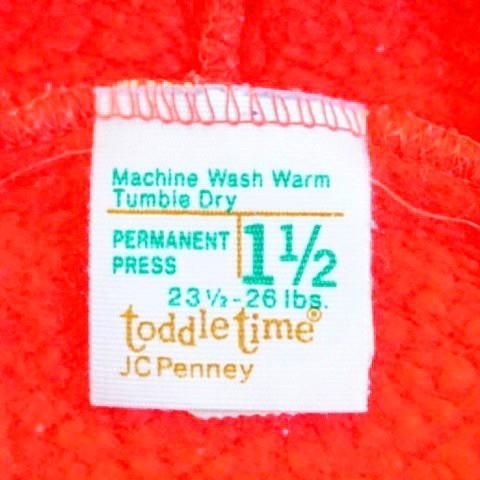 Machine Wash Warm
Tumble Dry
PERMANENT PRESS
1½
23½-26 lbs.
toddletime®
JCPenney